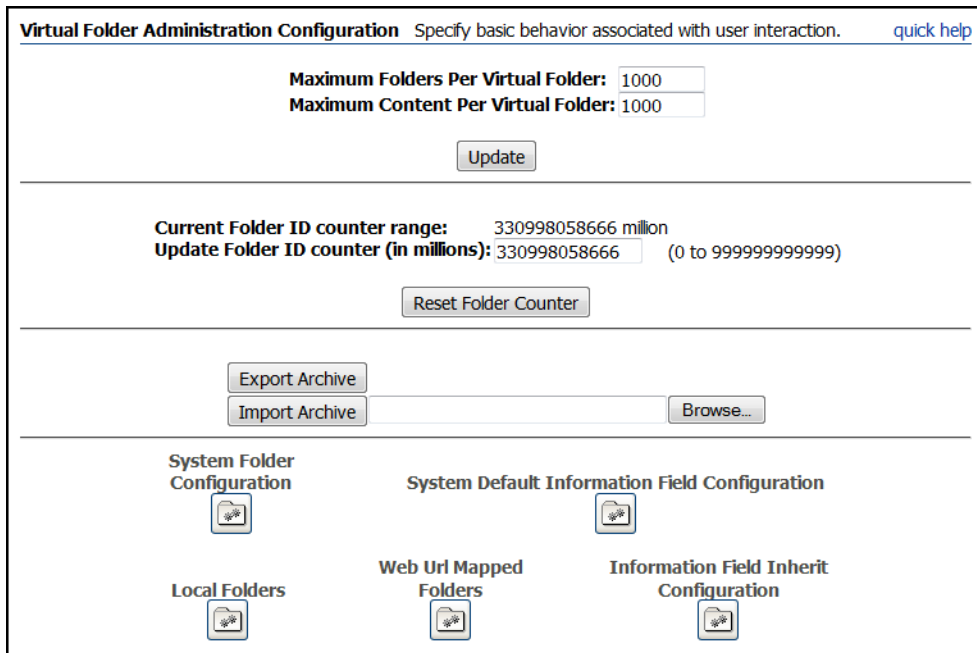 Virtual Folder Administration Configuration Specify basic behavior associated with user interaction. quick help
Maximum Folders Per Virtual Folder: 1000
Maximum Content Per Virtual Folder: 1000
Update
Current Folder ID counter range: 330998058666 million
Update Folder ID counter (in millions): 330998058666 (0 to 999999999999)
Reset Folder Counter
Export Archive
Import Archive Browse...
System Folder
Configuration
System Default Information Field Configuration
Local Folders
Web Url Mapped
Folders
Information Field Inherit
Configuration